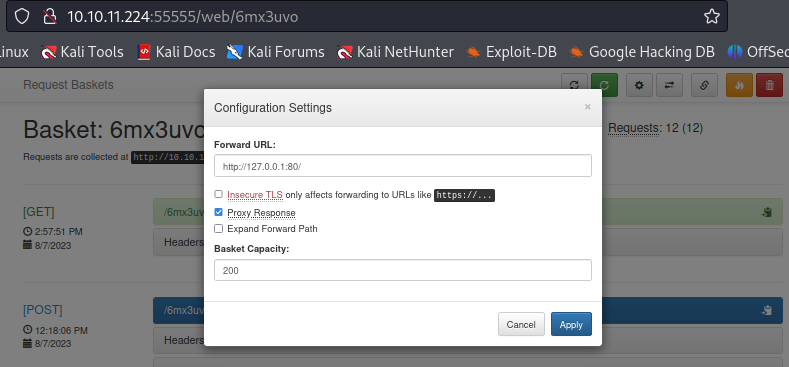 10.10.11.224:55555/web/6mx3uvo
inux Kali Tools Kali Docs Kali Forums Kali NetHunter Exploit-DB Google Hacking DB OffSec
Request Baskets
Configuration Settings ×
Basket: 6mx3uvo
Requests: 12 (12)
Requests are collected at http://10.10.1
Forward URL:
http://127.0.0.1:80/
Insecure TLS only affects forwarding to URLs like https://...
Proxy Response
Expand Forward Path
Basket Capacity:
200
Cancel Apply
[GET] /6mx3uv
2:57:51 PM
8/7/2023
Headers
[POST] /6mx3uv
12:18:06 PM
8/7/2023
Headers